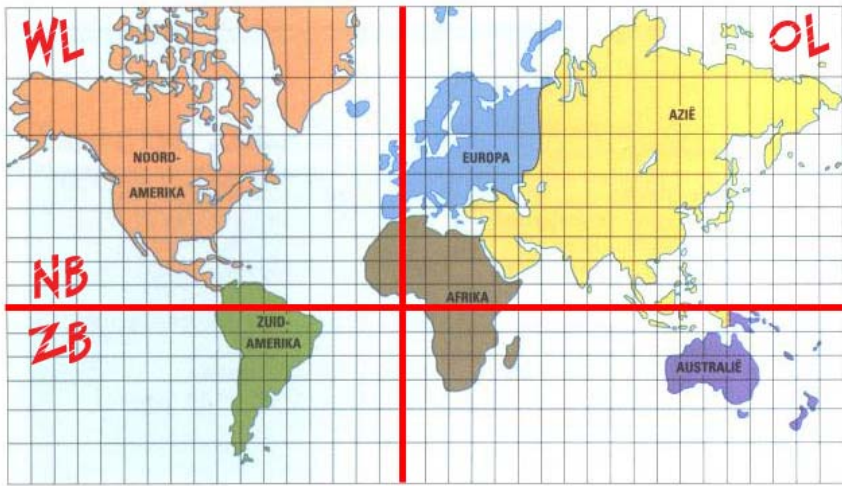 WL
OL
AZIË
NOORD-
AMERIKA
EUROPA
NB
AFRIKA
ZB
ZUID-
AMERIKA
AUSTRALIË